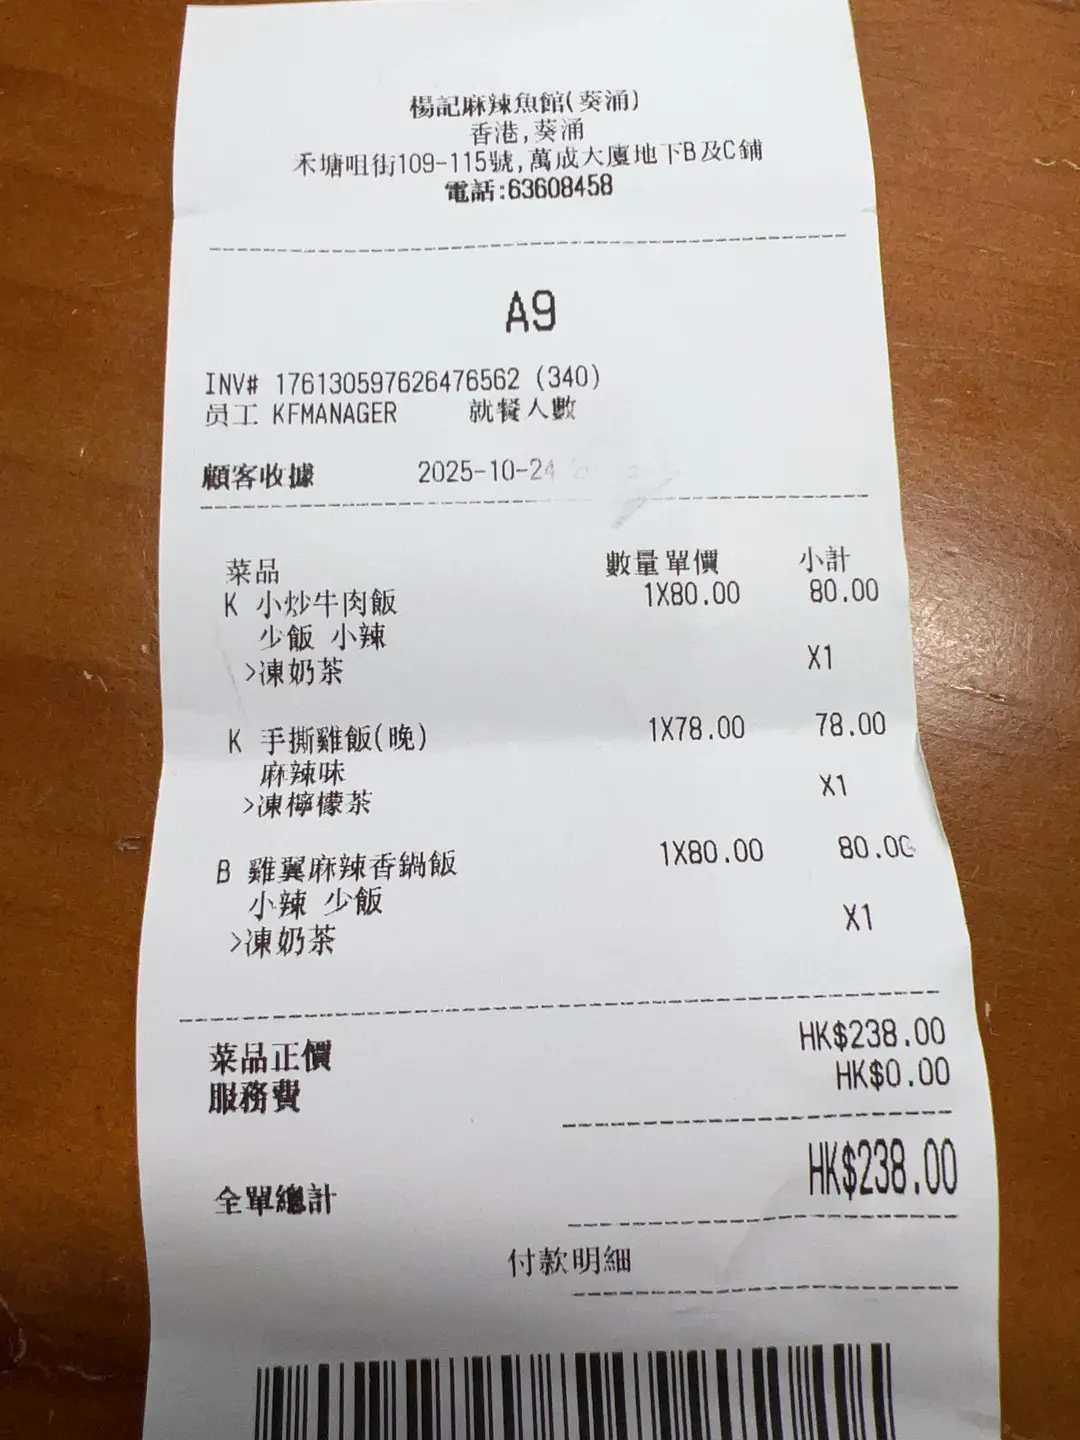 楊記麻辣魚館(葵涌)
香港,葵涌
禾塘咀街109-115號,萬成大廈地下B及C鋪
電話:63608458
A9
INV# 176130597626476562 (340)
员工 KFMANAGER 就餐人數
顧客收據 2025-10-24
菜品 數量單價 小計
K 小炒牛肉飯 1X80.00 80.00
少飯 小辣
>凍奶茶 X1
K 手撕雞飯(晚) 1X78.00 78.00
麻辣味
>凍檸檬茶 X1
B 雞翼麻辣香鍋飯 1X80.00 80.00
小辣 少飯
>凍奶茶 X1
菜品正價 HK$238.00
服務費 HK$0.00
全單總計 HK$238.00
付款明細